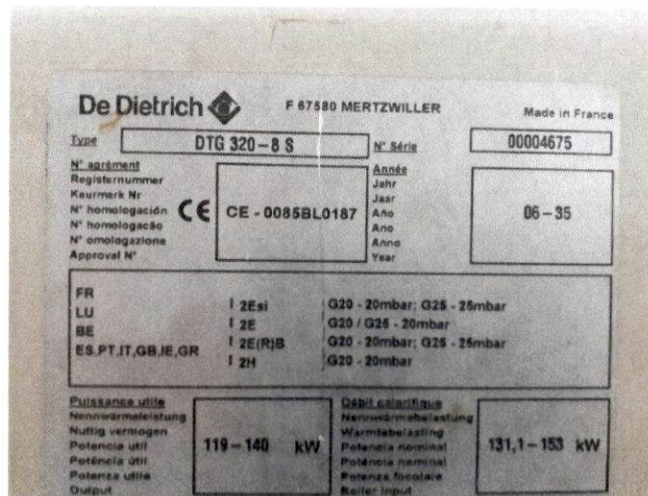 De Dietrich F 67580 MERTZWILLER Made in France
Type DTG 320-8 S N° Série 00004675
N° agrément
Registernummer
Keurmerk Nr
N° homologación
N° homologacão
N° omologazione
Approval N°
CE CE - 0085BL0187
Année
Jahr
Jaar
Año
Ano
Anno
Year
06-35
FR I 2Esi G20 - 20mbar; G25 - 25mbar
LU I 2E G20 / G25 - 20mbar
BE I 2E(R)B G20 - 20mbar; G25 - 25mbar
ES,PT,IT,GB,IE,GR I 2H G20 - 20mbar
Puissance utile
Nennwärmeleistung
Nuttig vermogen
Potencia util
Potência útil
Potenza utile
Output
119-140 kW
Débit calorifique
Nennwärmebelastung
Warmtebelasting
Potencia nominal
Potência nominal
Potenza focolare
Boiler input
131,1-153 kW